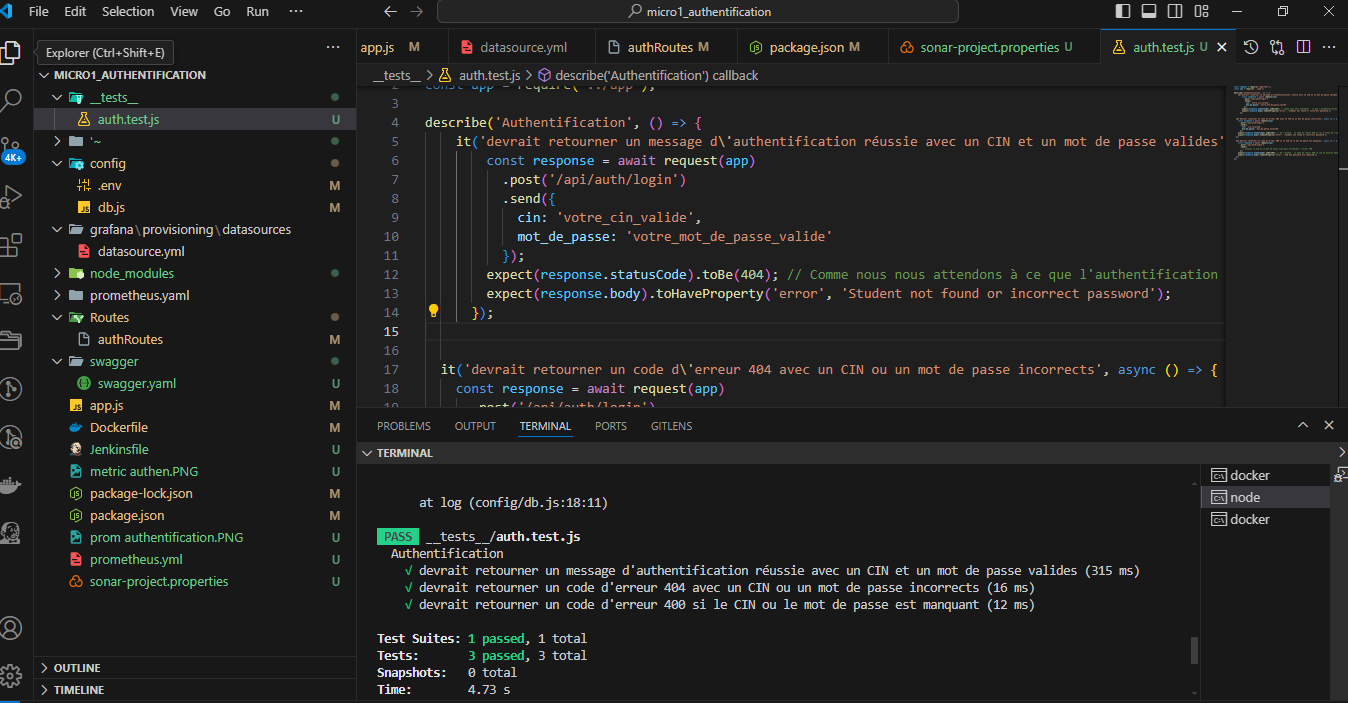 File Edit Selection View Go Run ··· micro1_authentification
Explorer (Ctrl+Shift+E)
app.js M datasource.yml authRoutes M package.json M sonar-project.properties U auth.test.js U
__tests__ > auth.test.js > describe('Authentification') callback
MICRO1_AUTHENTIFICATION
__tests__
auth.test.js U
'~
config
.env M
db.js M
grafana\provisioning\datasources
datasource.yml
node_modules
prometheus.yaml
Routes
authRoutes M
swagger
swagger.yaml U
app.js M
Dockerfile M
Jenkinsfile U
metric authen.PNG U
package-lock.json M
package.json M
prom authentification.PNG U
prometheus.yml U
sonar-project.properties U
OUTLINE
TIMELINE
4K+
2 const app = require('../app');
3
4 describe('Authentification', () => {
5 it('devrait retourner un message d\'authentification réussie avec un CIN et un mot de passe valides'
6 const response = await request(app)
7 .post('/api/auth/login')
8 .send({
9 cin: 'votre_cin_valide',
10 mot_de_passe: 'votre_mot_de_passe_valide'
11 });
12 expect(response.statusCode).toBe(404); // Comme nous nous attendons à ce que l'authentification
13 expect(response.body).toHaveProperty('error', 'Student not found or incorrect password');
14 });
15
16
17 it('devrait retourner un code d\'erreur 404 avec un CIN ou un mot de passe incorrects', async () => {
18 const response = await request(app)
19 .post('/api/auth/login')
PROBLEMS OUTPUT TERMINAL PORTS GITLENS
TERMINAL
at log (config/db.js:18:11)
PASS __tests__/auth.test.js
Authentification
√ devrait retourner un message d'authentification réussie avec un CIN et un mot de passe valides (315 ms)
√ devrait retourner un code d'erreur 404 avec un CIN ou un mot de passe incorrects (16 ms)
√ devrait retourner un code d'erreur 400 si le CIN ou le mot de passe est manquant (12 ms)
Test Suites: 1 passed, 1 total
Tests: 3 passed, 3 total
Snapshots: 0 total
Time: 4.73 s
docker
node
docker